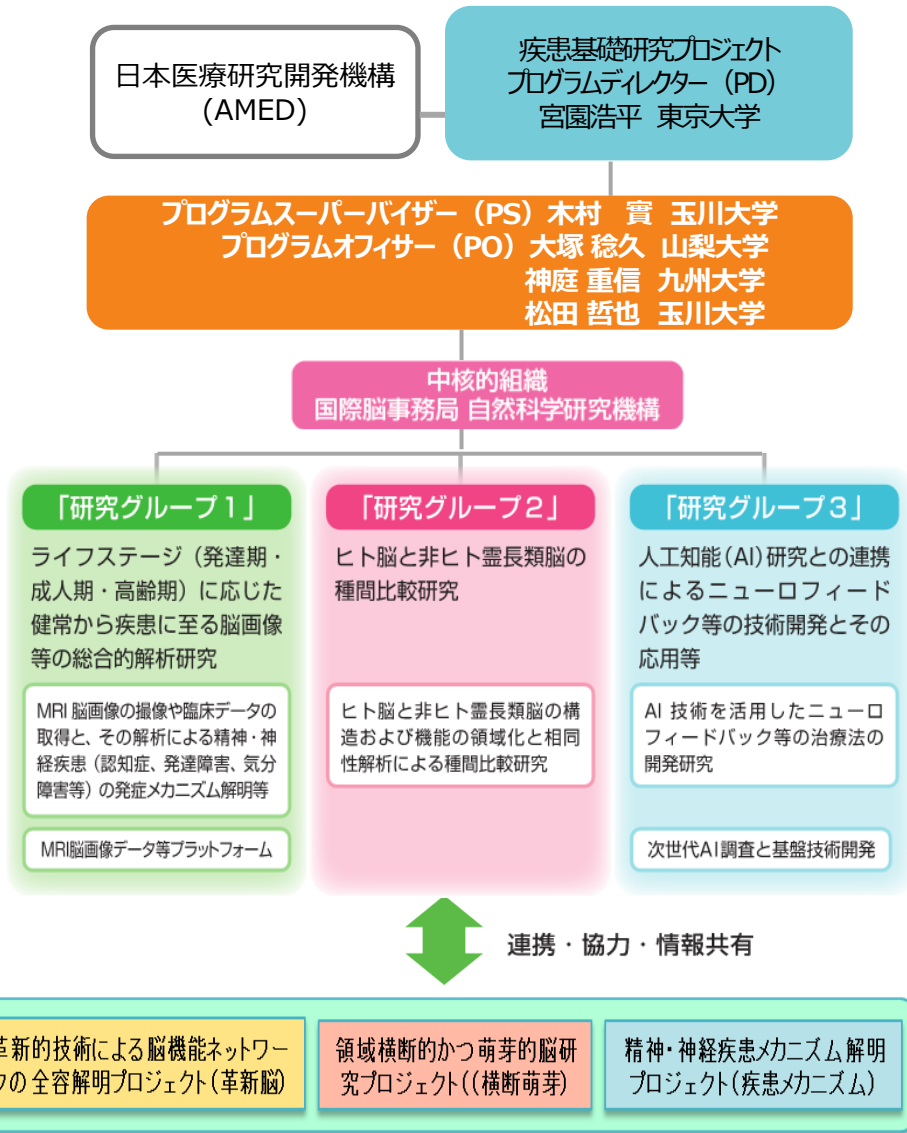 日本医療研究開発機構
(AMED)
疾患基礎研究プロジェクト
プログラムディレクター（PD）
宮園浩平 東京大学
プログラムスーパーバイザー（PS）木村 實 玉川大学
プログラムオフィサー（PO）大塚 稔久 山梨大学
神庭 重信 九州大学
松田 哲也 玉川大学
中核的組織
国際脳事務局 自然科学研究機構
「研究グループ１」
ライフステージ（発達期・
成人期・高齢期）に応じた
健常から疾患に至る脳画像
等の総合的解析研究
MRI 脳画像の撮像や臨床データの
取得と、その解析による精神・神
経疾患（認知症、発達障害、気分
障害等）の発症メカニズム解明等
MRI脳画像データ等プラットフォーム
「研究グループ２」
ヒト脳と非ヒト霊長類脳の
種間比較研究
ヒト脳と非ヒト霊長類脳の構
造および機能の領域化と相同
性解析による種間比較研究
「研究グループ３」
人工知能（AI）研究との連携
によるニューロフィード
バック等の技術開発とその
応用等
AI 技術を活用したニューロ
フィードバック等の治療法の
開発研究
次世代AI調査と基盤技術開発
連携・協力・情報共有
革新的技術による脳機能ネットワー
クの全容解明プロジェクト(革新脳)
領域横断的かつ萌芽的脳研
究プロジェクト((横断萌芽)
精神・神経疾患メカニズム解明
プロジェクト(疾患メカニズム)